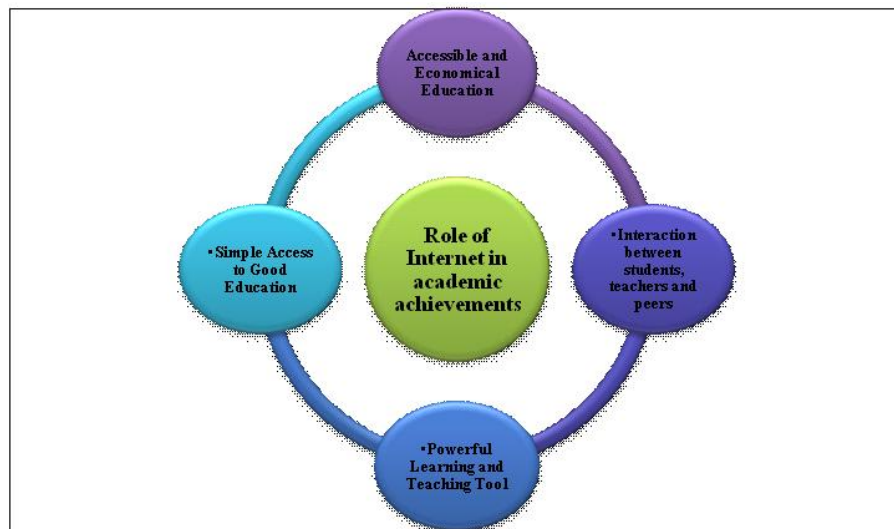 Accessible and
Economical
Education
▪Simple Access
to Good
Education
Role of
Internet in
academic
achievements
▪Interaction
between
students,
teachers and
peers
▪Powerful
Learning and
Teaching Tool